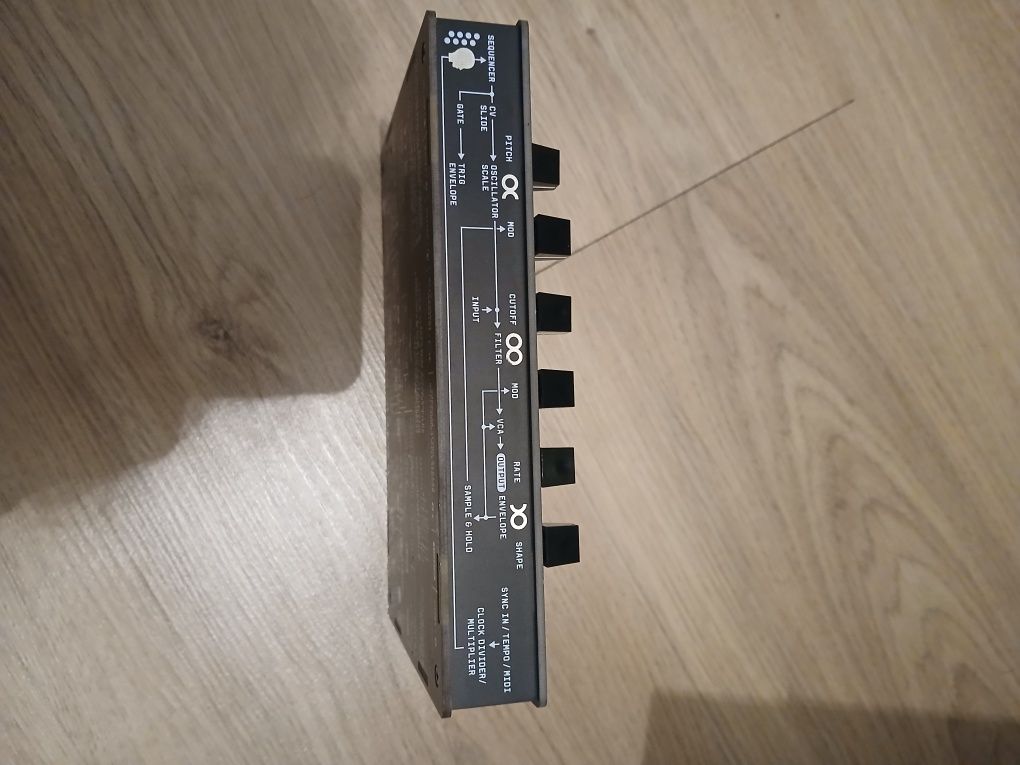 SEQUENCER
CV
SLIDE
GATE
TRIG
ENVELOPE
PITCH
OSCILLATOR
SCALE
MOD
CUTOFF
INPUT
FILTER
MOD
VCA
RATE
OUTPUT
ENVELOPE
SAMPLE & HOLD
SHAPE
SYNC IN / TEMPO / MIDI
CLOCK DIVIDER/
MULTIPLIER